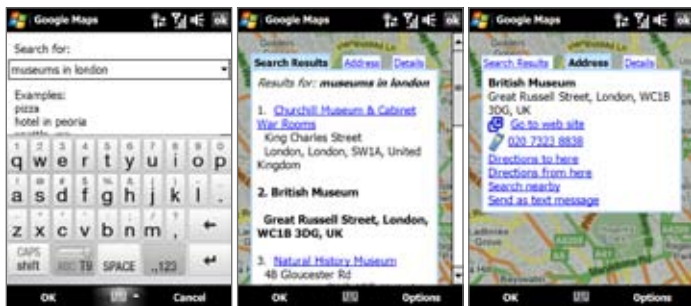 Google Maps
ok
Search for:
museums in london
Examples:
pizza
hotel in peoria
q w e r t y u i o p
a s d f g h j k l .
z x c v b n m ,
CAPS
shift
ABC T9
SPACE
.,123
OK
Cancel
Google Maps
ok
Search Results Address Details
Results for: museums in london
1. Churchill Museum & Cabinet
War Rooms
King Charles Street
London, London, SW1A, United
Kingdom
2. British Museum
Great Russell Street, London,
WC1B 3DG, UK
3. Natural History Museum
48 Gloucester Rd
OK
Options
Google Maps
ok
Search Results Address Details
British Museum
Great Russell Street, London, WC1B
3DG, UK
Go to web site
020 7323 8838
Directions to here
Directions from here
Search nearby
Send as text message
Ladbroke
Grove
Bayswater
OK
Options